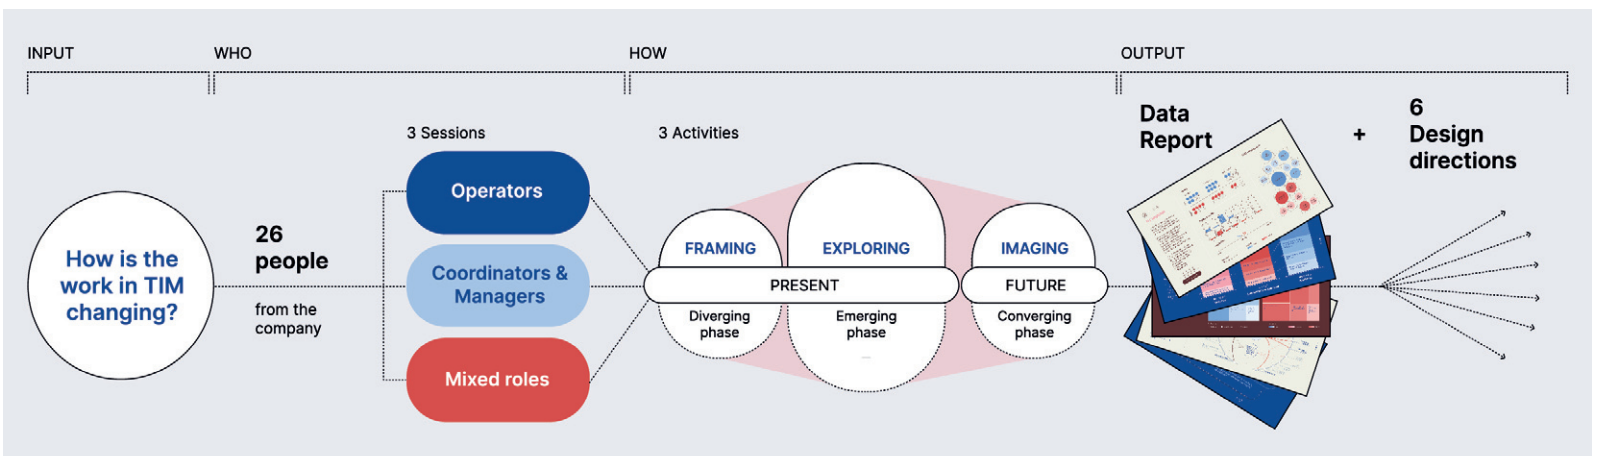 INPUT
WHO
HOW
OUTPUT
How is the
work in TIM
changing?
26
people
from the
company
3 Sessions
Operators
Coordinators &
Managers
Mixed roles
3 Activities
FRAMING
EXPLORING
IMAGING
PRESENT
FUTURE
Diverging
phase
Emerging
phase
Converging
phase
Data
Report
+
6
Design
directions